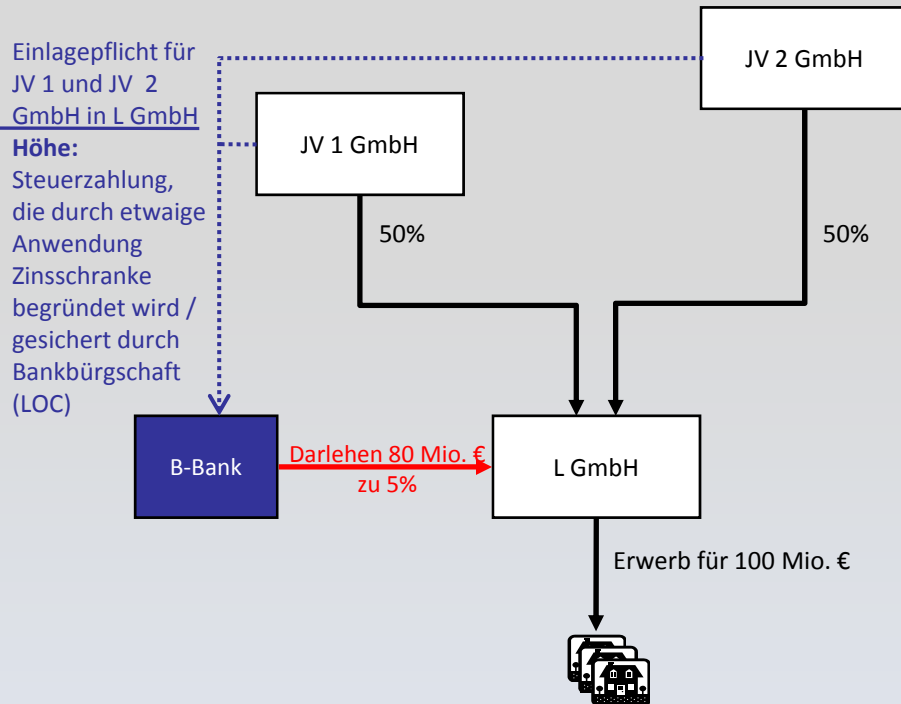 Einlagepflicht für
JV 1 und JV 2
GmbH in L GmbH
Höhe:
Steuerzahlung,
die durch etwaige
Anwendung
Zinsschranke
begründet wird /
gesichert durch
Bankbürgschaft
(LOC)
JV 2 GmbH
JV 1 GmbH
50%
50%
B-Bank
Darlehen 80 Mio. €
zu 5%
L GmbH
Erwerb für 100 Mio. €